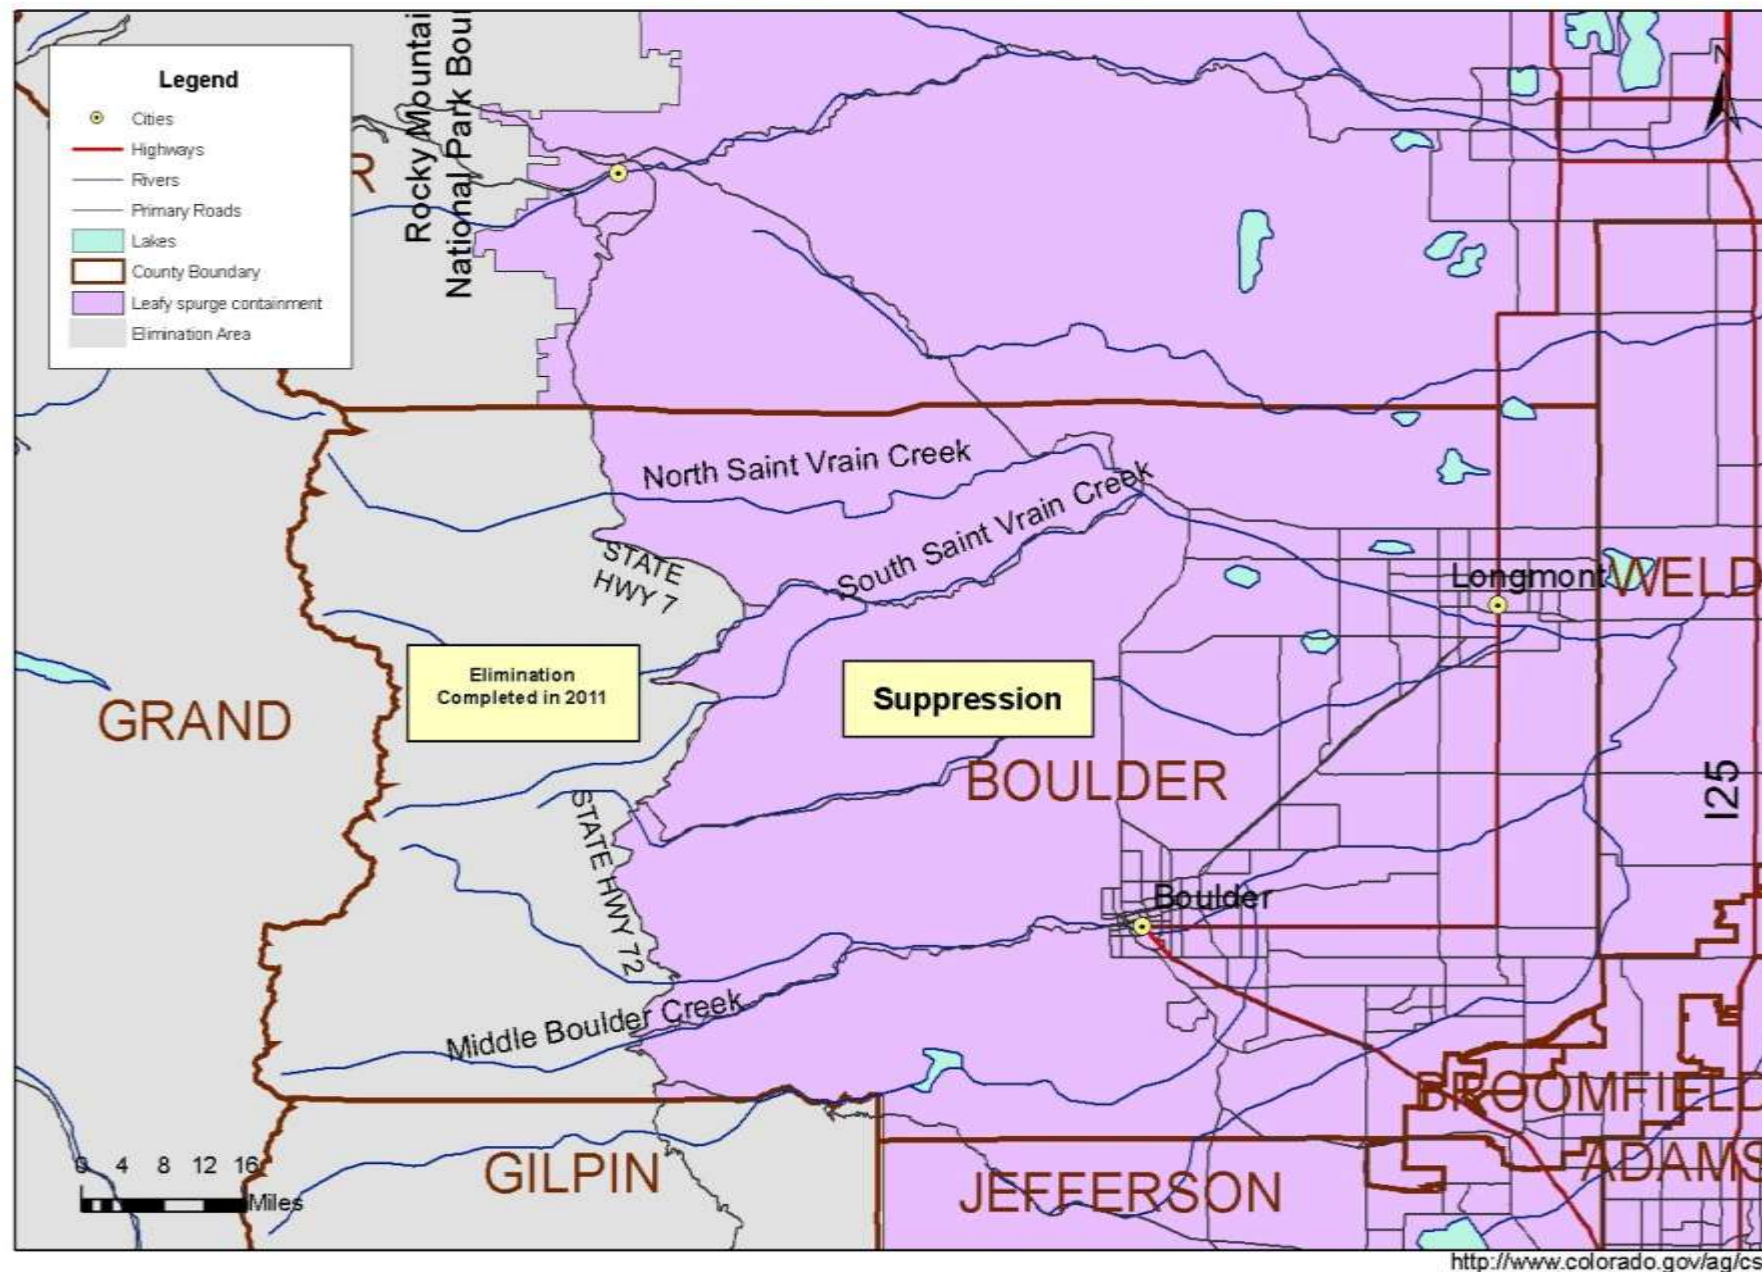 Legend
Cities
Highways
Rivers
Primary Roads
Lakes
County Boundary
Leafy spurge containment
Elimination Area
R
Rocky Mountai
National Park Bou
N
North Saint Vrain Creek
South Saint Vrain Creek
STATE
HWY 7
Longmont
WELD
Elimination
Completed in 2011
Suppression
GRAND
BOULDER
I25
STATE HWY 72
Boulder
Middle Boulder Creek
BROOMFIELD
GILPIN
JEFFERSON
ADAMS
0 4 8 12 16
Miles
http://www.colorado.gov/ag/cs